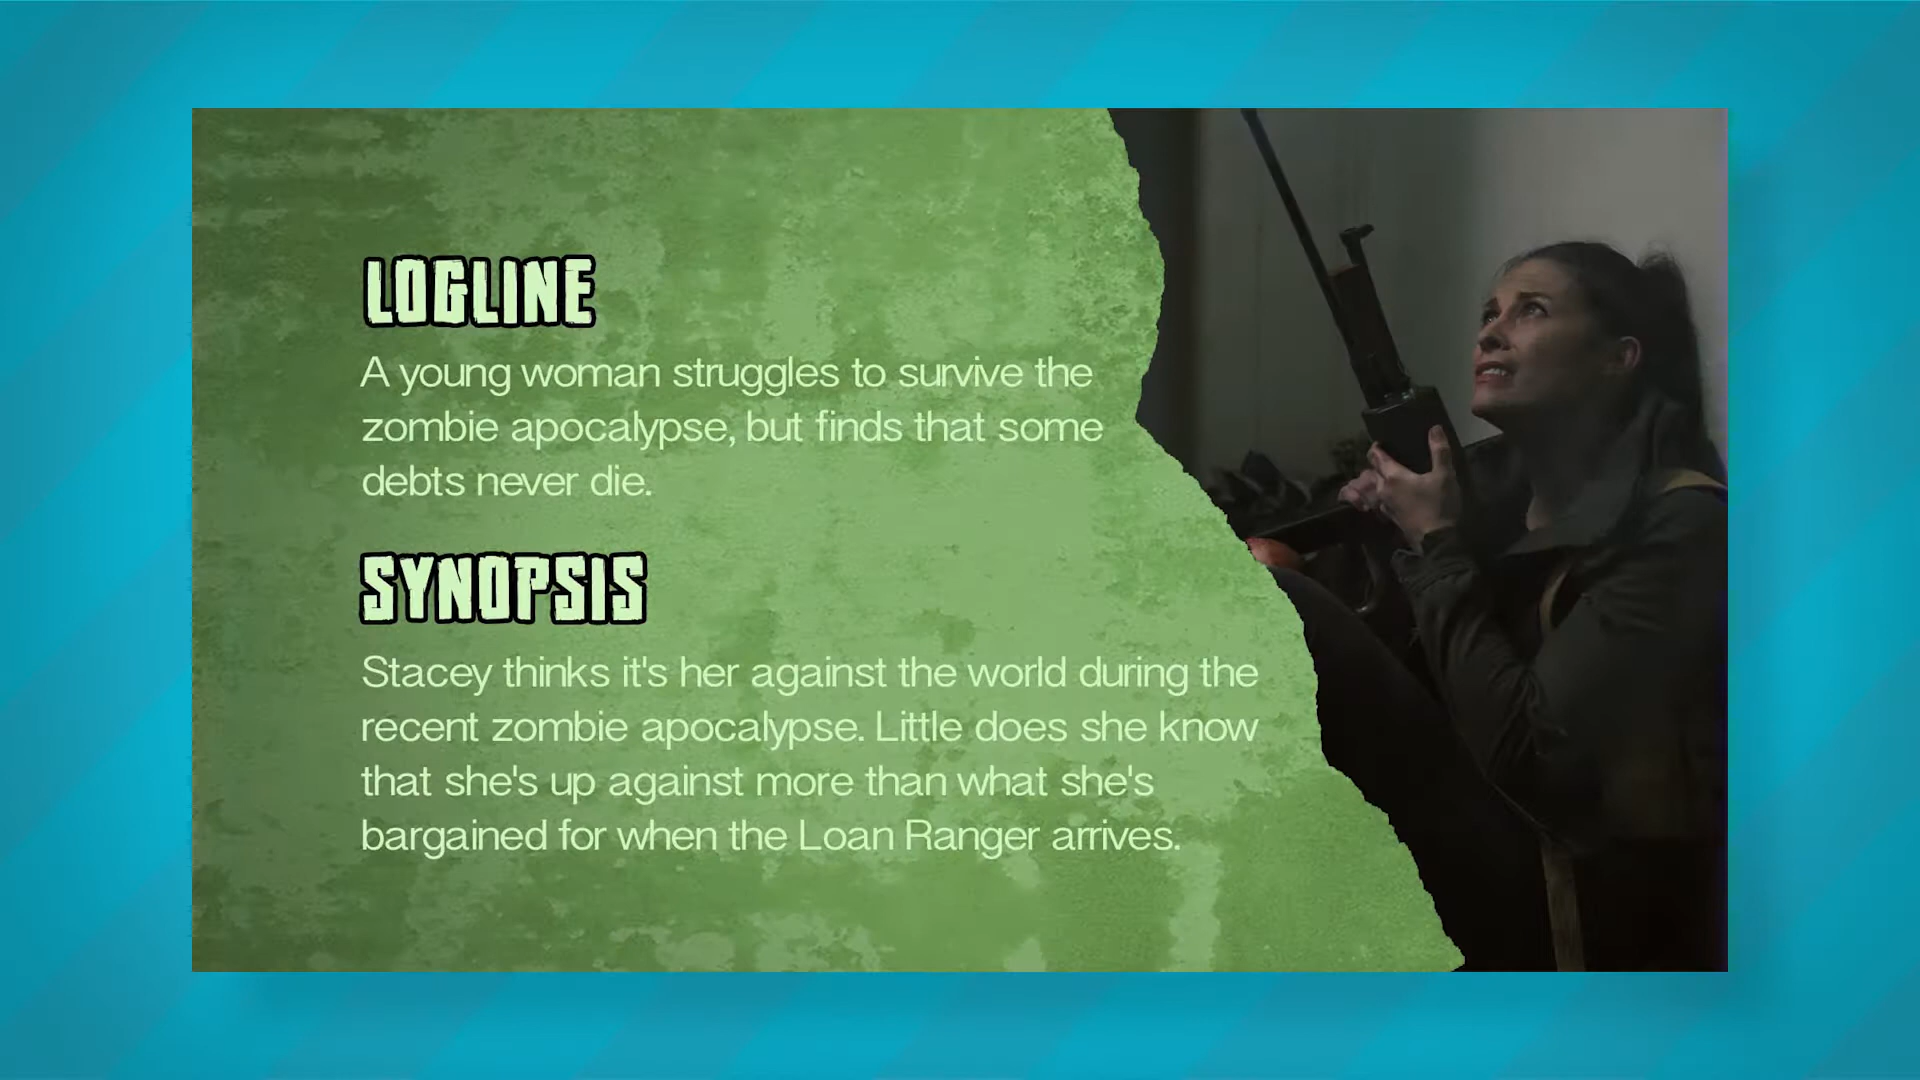 LOGLINE
A young woman struggles to survive the
zombie apocalypse, but finds that some
debts never die.
SYNOPSIS
Stacey thinks it's her against the world during the
recent zombie apocalypse. Little does she know
that she's up against more than what she's
bargained for when the Loan Ranger arrives.